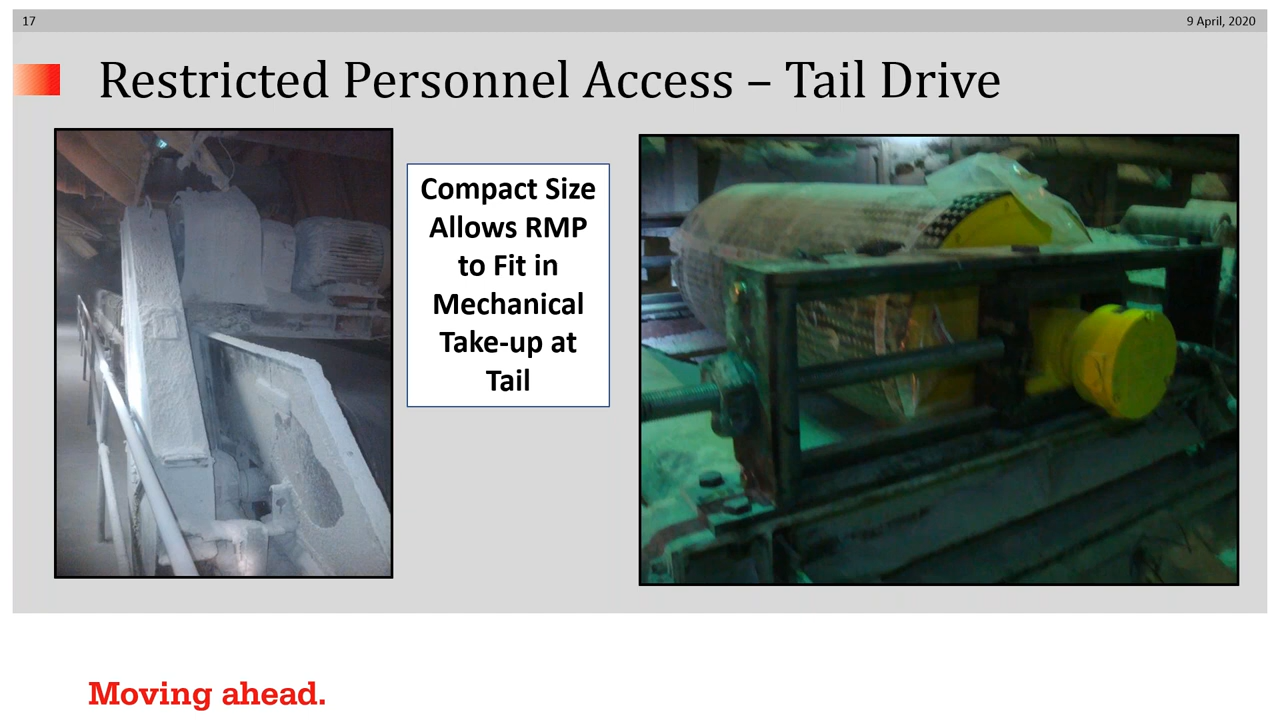 17
9 April, 2020
Restricted Personnel Access – Tail Drive
Compact Size
Allows RMP
to Fit in
Mechanical
Take-up at
Tail
Moving ahead.